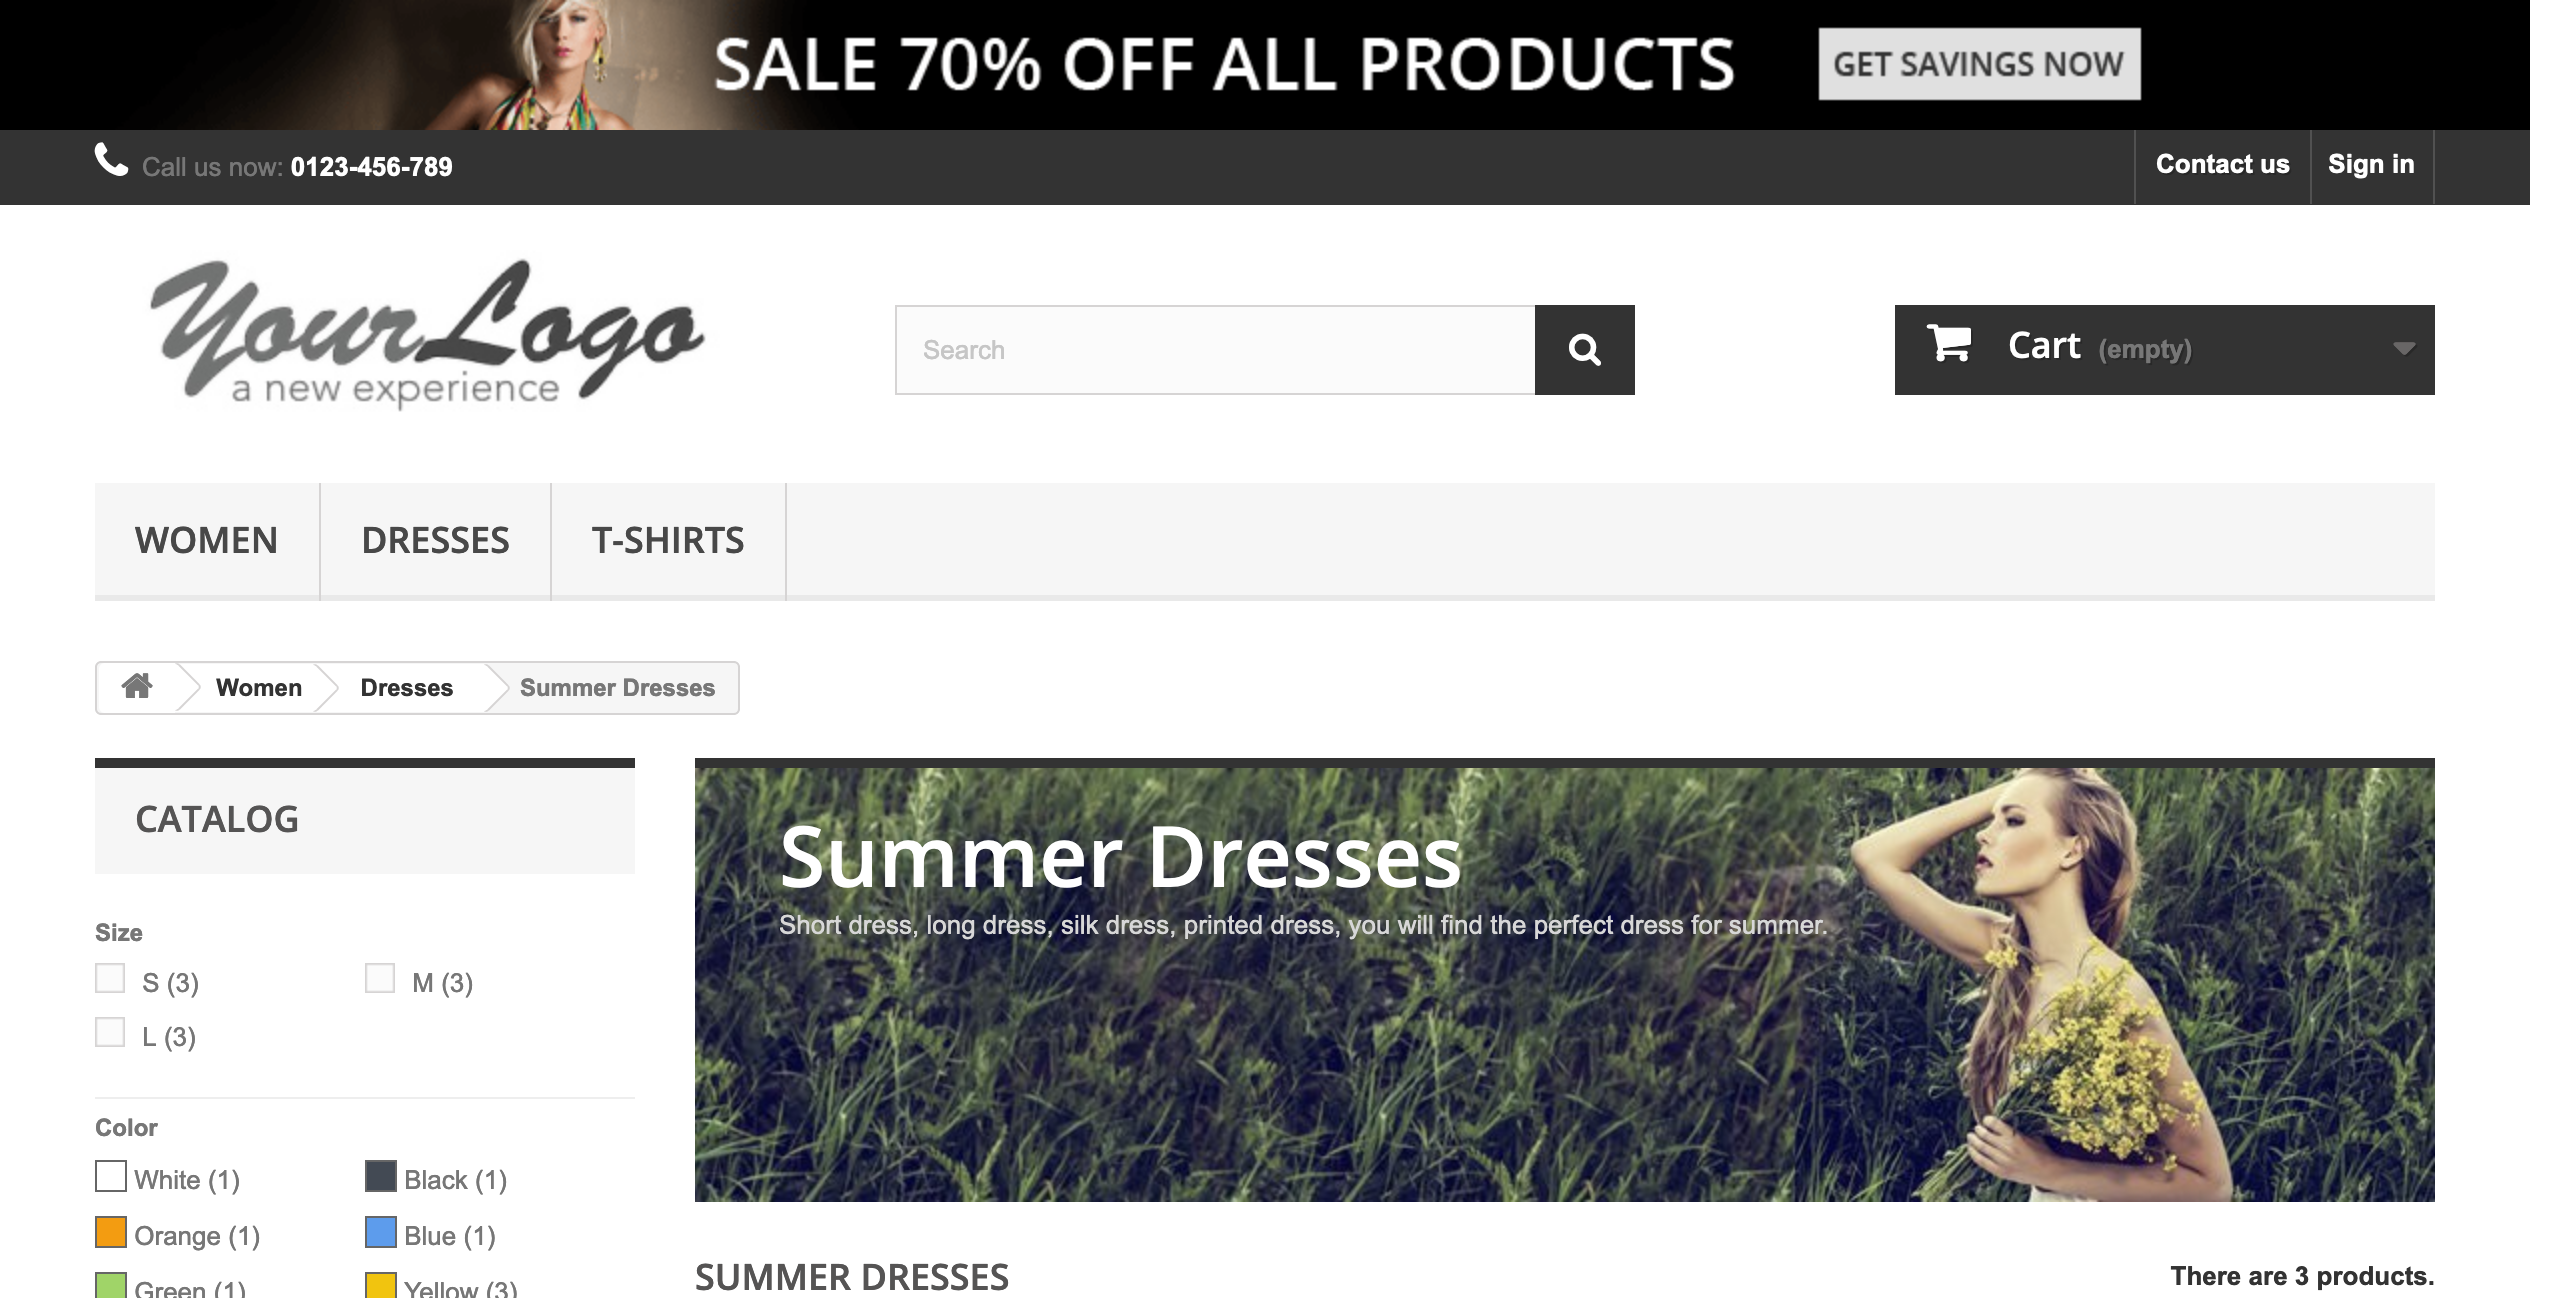 SALE 70% OFF ALL PRODUCTS GET SAVINGS NOW
Call us now: 0123-456-789 Contact us Sign in
YourLogo
a new experience
Search
Cart (empty)
WOMEN DRESSES T-SHIRTS
Women Dresses Summer Dresses
CATALOG
Size
S (3) M (3)
L (3)
Color
White (1) Black (1)
Orange (1) Blue (1)
Green (1) Yellow (3)
Summer Dresses
Short dress, long dress, silk dress, printed dress, you will find the perfect dress for summer.
SUMMER DRESSES There are 3 products.